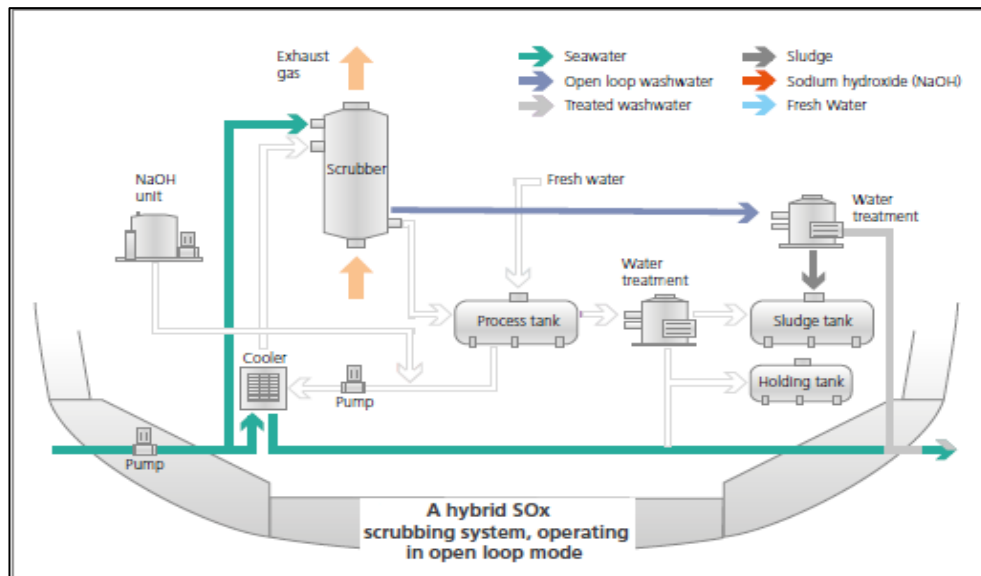 Exhaust
gas
Seawater
Open loop washwater
Treated washwater
Sludge
Sodium hydroxide (NaOH)
Fresh Water
Scrubber
NaOH
unit
Fresh water
Water
treatment
Water
treatment
Process tank
Sludge tank
Cooler
Pump
Holding tank
Pump
A hybrid SOx
scrubbing system, operating
in open loop mode